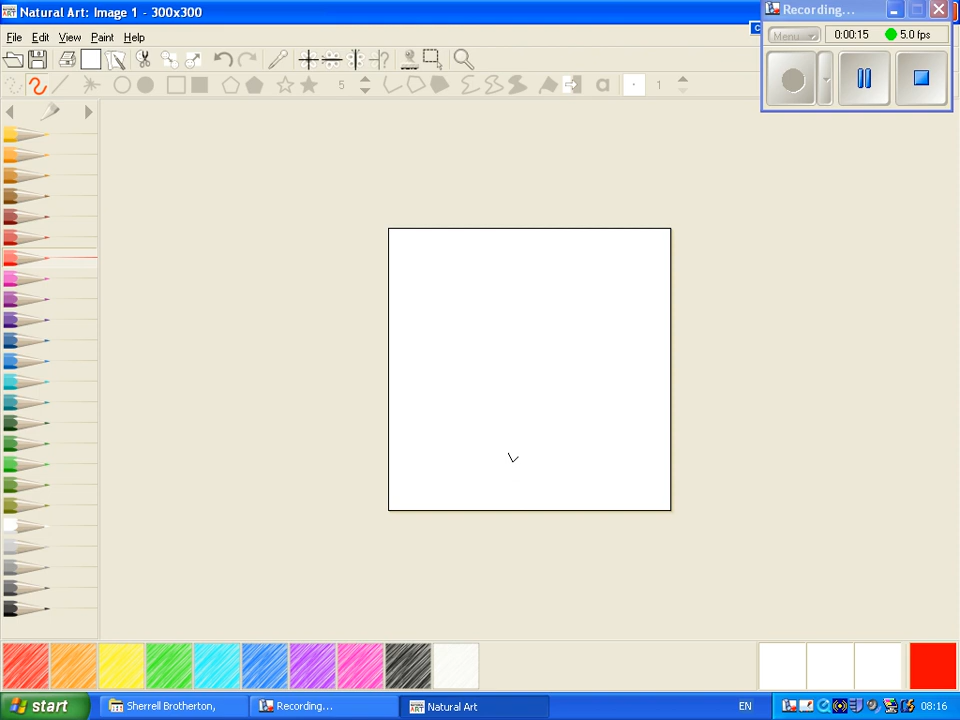 Natural Art: Image 1 - 300x300
Recording...
File Edit View Paint Help
Menu
0:00:15
5.0 fps
5
a
1
start
Sherrell Brotherton,
Recording...
Natural Art
EN
08:16